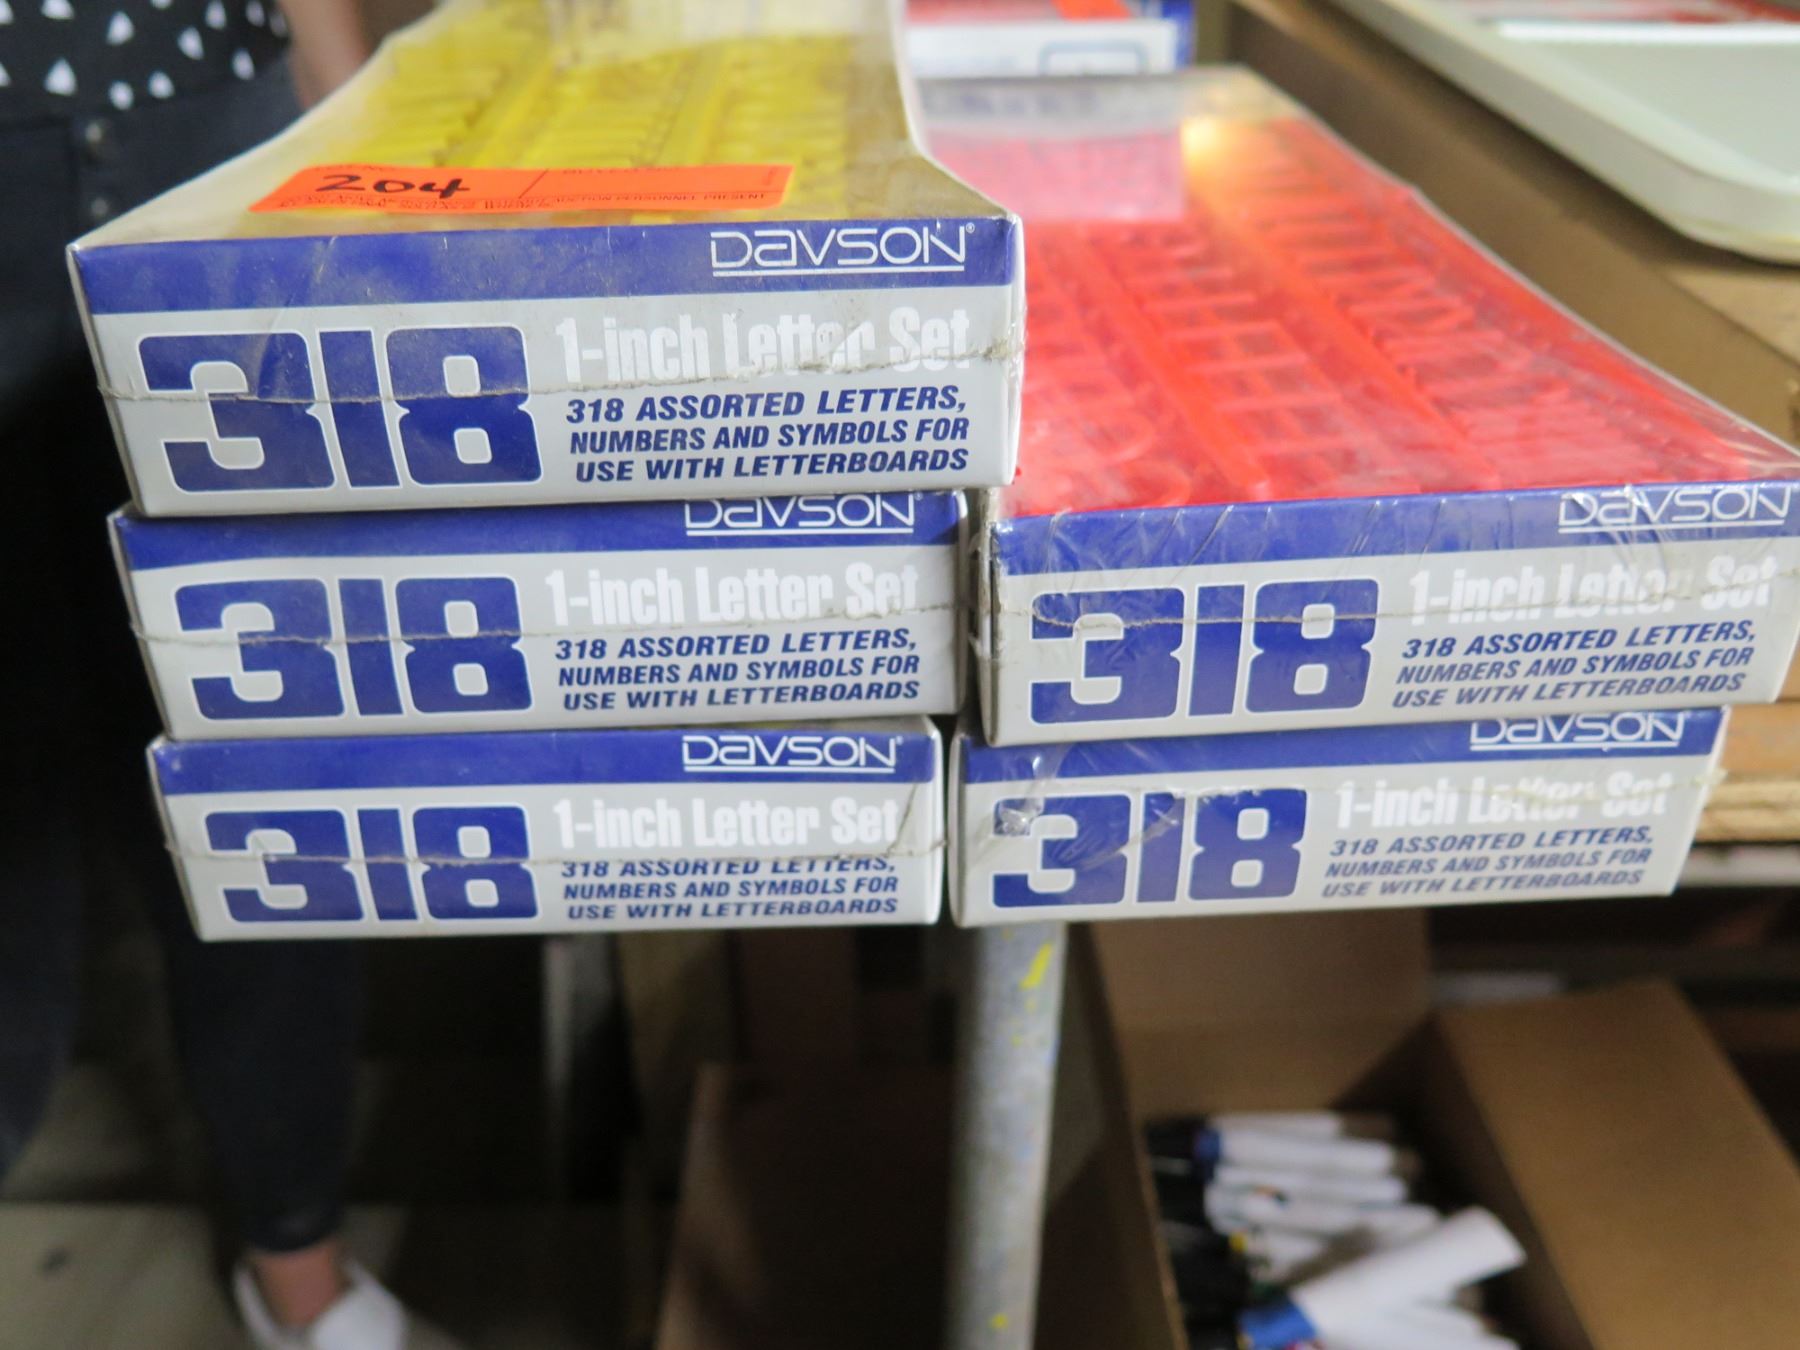 204
AUCTION PERSONNEL PRESENT
DAVSON®
318
1-inch Letter Set
318 ASSORTED LETTERS,
NUMBERS AND SYMBOLS FOR
USE WITH LETTERBOARDS
DAVSON
318
1-inch Letter Set
318 ASSORTED LETTERS,
NUMBERS AND SYMBOLS FOR
USE WITH LETTERBOARDS
DAVSON®
318
1-inch Letter Set
318 ASSORTED LETTERS,
NUMBERS AND SYMBOLS FOR
USE WITH LETTERBOARDS
DAVSON
318
1-inch Letter Set
318 ASSORTED LETTERS,
NUMBERS AND SYMBOLS FOR
USE WITH LETTERBOARDS
DAVSON
318
1-inch Letter Set
318 ASSORTED LETTERS,
NUMBERS AND SYMBOLS FOR
USE WITH LETTERBOARDS